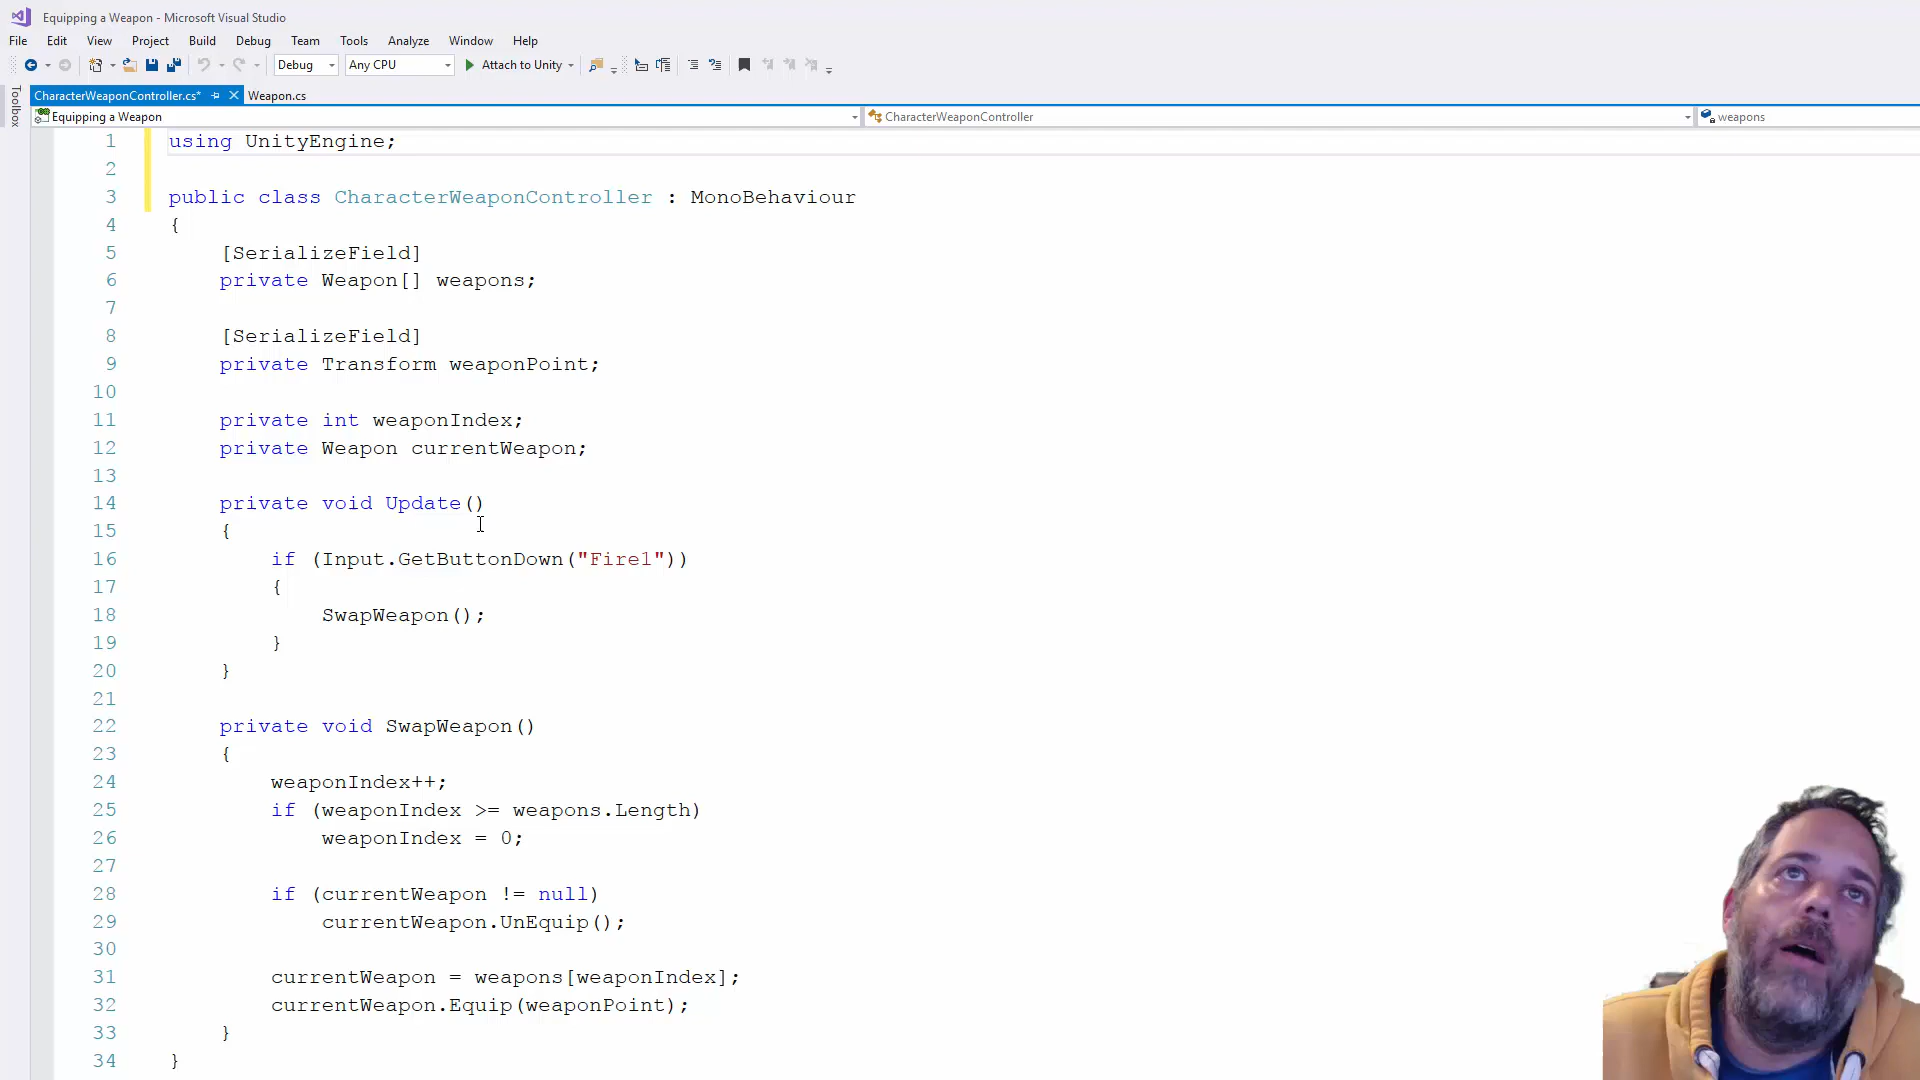 Equipping a Weapon - Microsoft Visual Studio
File Edit View Project Build Debug Team Tools Analyze Window Help
Debug Any CPU Attach to Unity
Toolbox
CharacterWeaponController.cs* Weapon.cs
Equipping a Weapon CharacterWeaponController weapons
1 using UnityEngine;
2
3 public class CharacterWeaponController : MonoBehaviour
4 {
5 [SerializeField]
6 private Weapon[] weapons;
7
8 [SerializeField]
9 private Transform weaponPoint;
10
11 private int weaponIndex;
12 private Weapon currentWeapon;
13
14 private void Update()
15 {
16 if (Input.GetButtonDown("Fire1"))
17 {
18 SwapWeapon();
19 }
20 }
21
22 private void SwapWeapon()
23 {
24 weaponIndex++;
25 if (weaponIndex >= weapons.Length)
26 weaponIndex = 0;
27
28 if (currentWeapon != null)
29 currentWeapon.UnEquip();
30
31 currentWeapon = weapons[weaponIndex];
32 currentWeapon.Equip(weaponPoint);
33 }
34 }